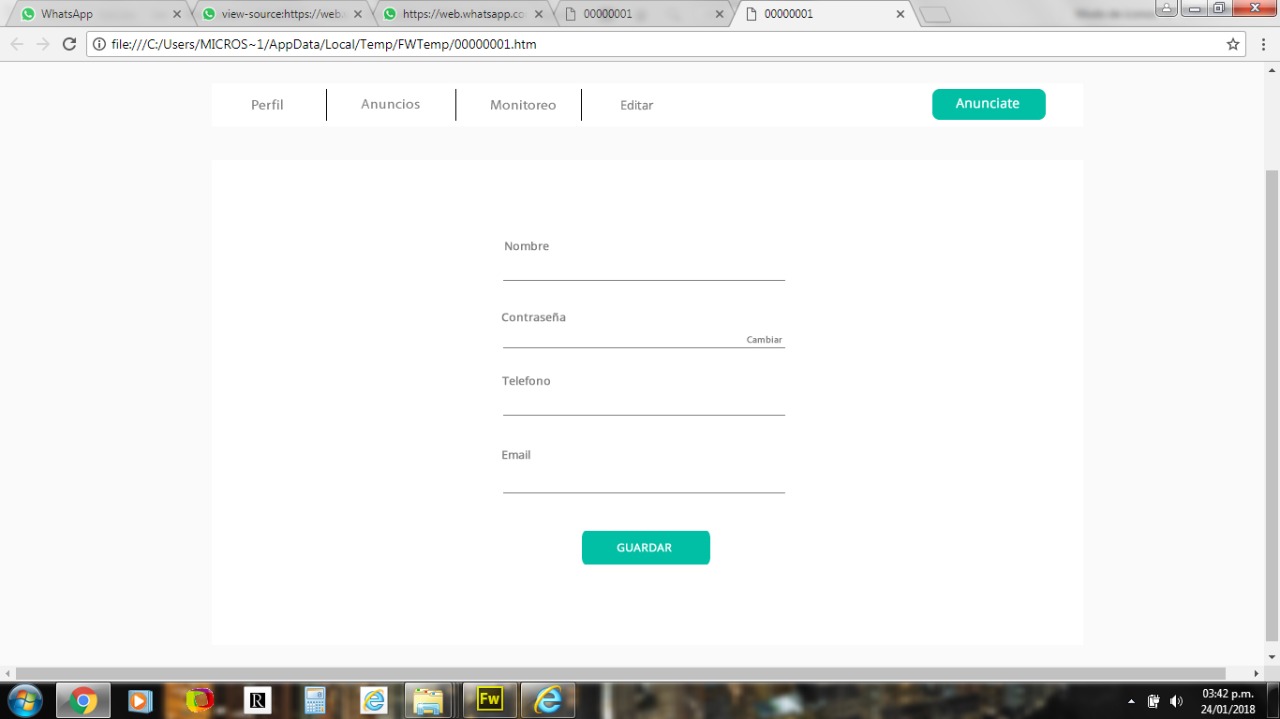 WhatsApp
view-source:https://web.
https://web.whatsapp.co
00000001
00000001
file:///C:/Users/MICROS~1/AppData/Local/Temp/FWTemp/00000001.htm
Perfil
Anuncios
Monitoreo
Editar
Anunciate
Nombre
Contraseña
Cambiar
Telefono
Email
GUARDAR
R
Fw
03:42 p.m.
24/01/2018